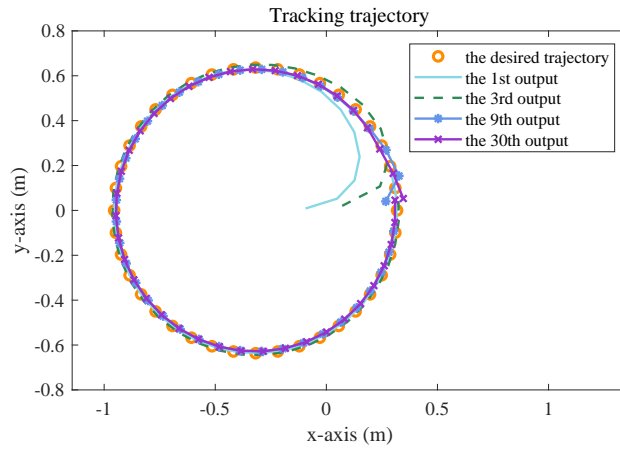 Tracking trajectory
the desired trajectory
the 1st output
the 3rd output
the 9th output
the 30th output
y-axis (m)
0.8
0.6
0.4
0.2
0
-0.2
-0.4
-0.6
-0.8
-1
-0.5
0
0.5
1
x-axis (m)